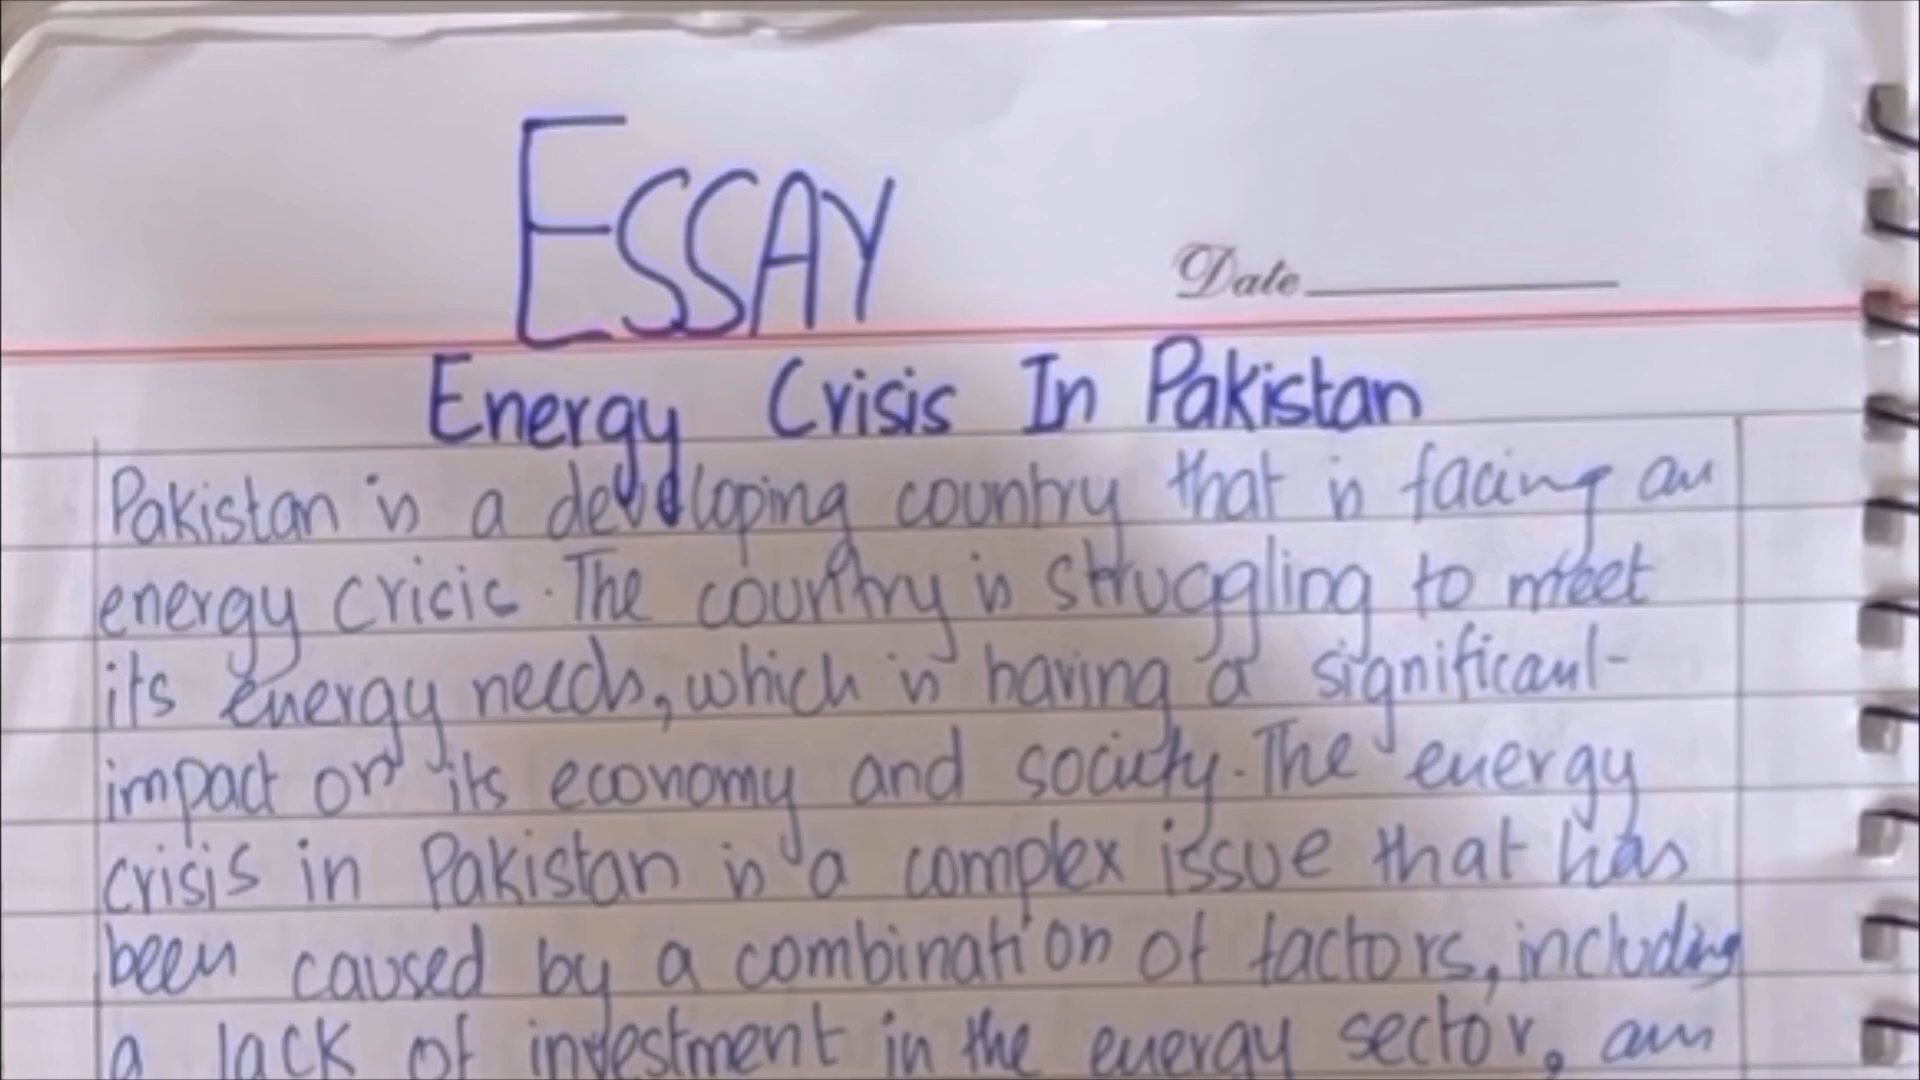 ESSAY
Date
Energy Crisis In Pakistan
Pakistan is a developing country that is facing an
energy cricic. The country is struggling to meet
its energy needs, which is having a significant
impact on its economy and society. The energy
crisis in Pakistan is a complex issue that has
been caused by a combination of factors, including
a lack of investment in the energy sector, an